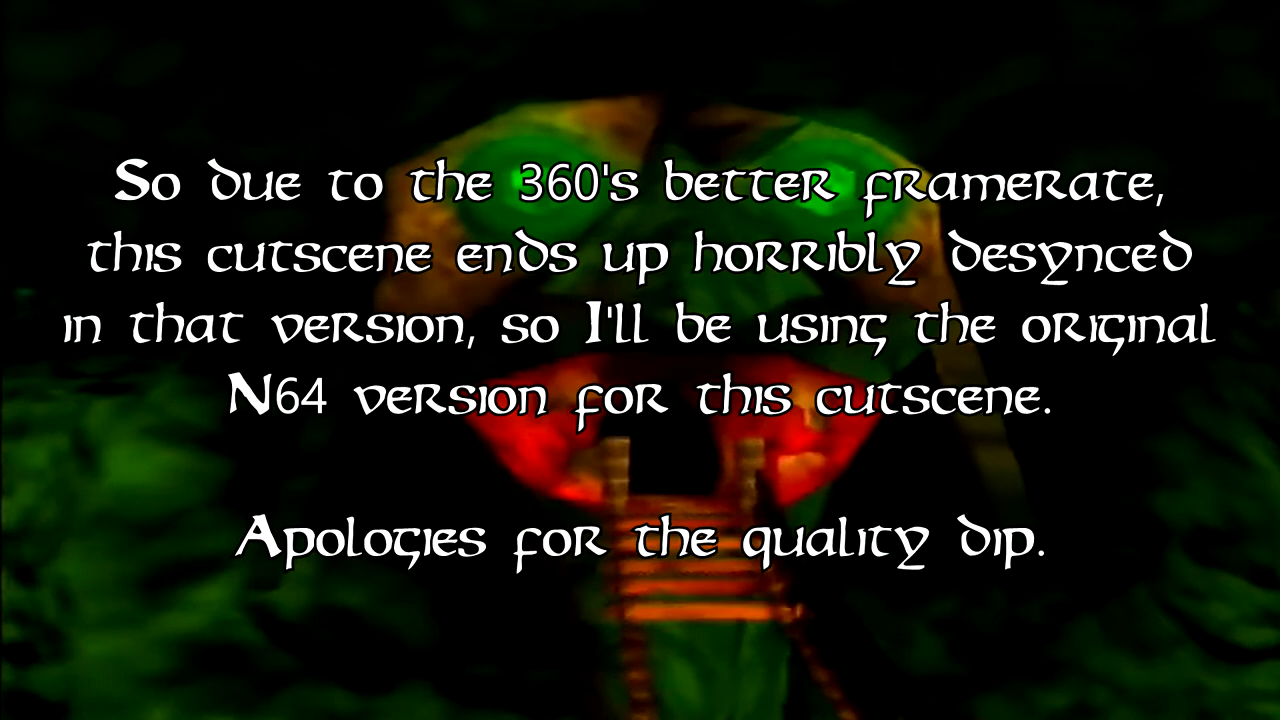 So due to the 360's better framerate,
this cutscene ends up horribly desynced
in that version, so I'll be using the original
N64 version for this cutscene.
Apologies for the quality dip.